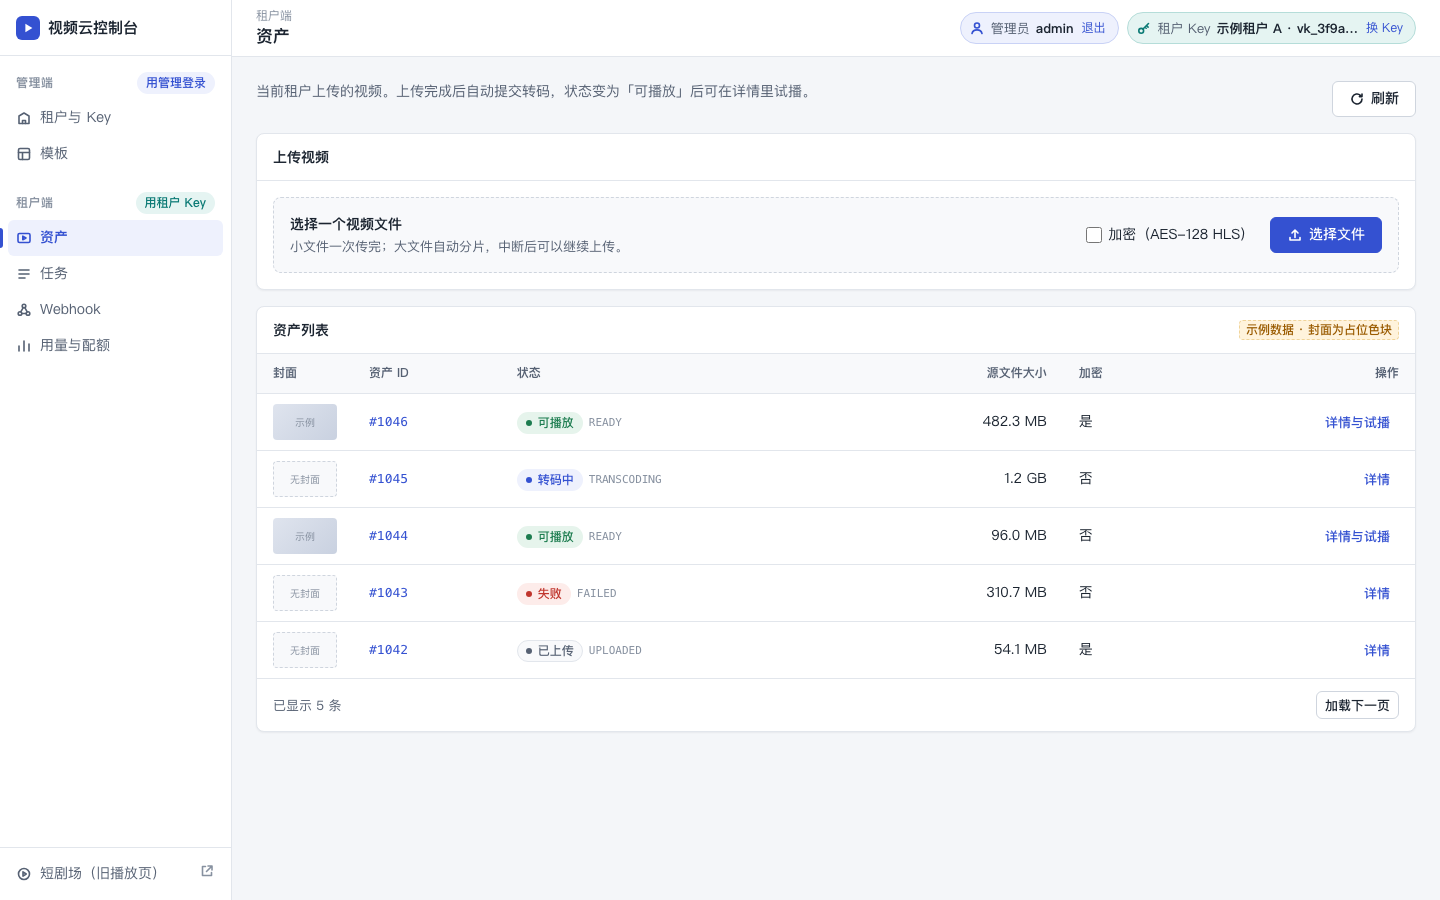 视频云控制台
管理端 用管理登录
租户与 Key
模板
租户端 用租户 Key
资产
任务
Webhook
用量与配额
短剧场（旧播放页）
租户端
资产
管理员 admin 退出
租户 Key 示例租户 A · vk_3f9a... 换 Key
当前租户上传的视频。上传完成后自动提交转码，状态变为「可播放」后可在详情里试播。
刷新
上传视频
选择一个视频文件
小文件一次传完；大文件自动分片，中断后可以继续上传。
加密（AES-128 HLS）
选择文件
资产列表
示例数据 · 封面为占位色块
封面 资产 ID 状态 源文件大小 加密 操作
示例 #1046 可播放 READY 482.3 MB 是 详情与试播
无封面 #1045 转码中 TRANSCODING 1.2 GB 否 详情
示例 #1044 可播放 READY 96.0 MB 否 详情与试播
无封面 #1043 失败 FAILED 310.7 MB 否 详情
无封面 #1042 已上传 UPLOADED 54.1 MB 是 详情
已显示 5 条
加载下一页